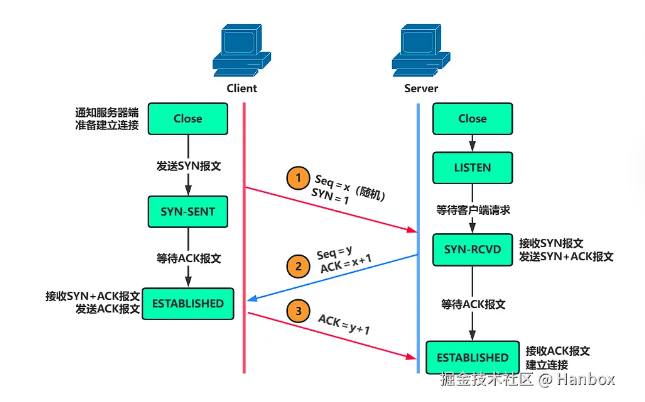 Client
Server
通知服务器端
准备建立连接
Close
Close
发送SYN报文
1
Seq = x（随机）
SYN = 1
LISTEN
等待客户端请求
SYN-SENT
SYN-RCVD
接收SYN报文
发送SYN+ACK报文
等待ACK报文
2
Seq = y
ACK = x+1
接收SYN+ACK报文
发送ACK报文
ESTABLISHED
等待ACK报文
3
ACK = y+1
ESTABLISHED
接收ACK报文
建立连接
掘金技术社区 @ Hanbox